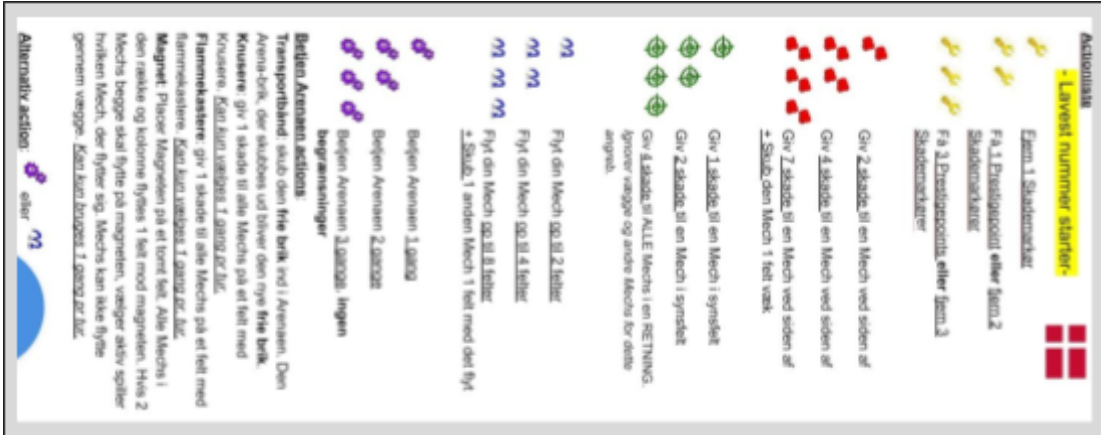 Actionliste
- Lavest nummer starter-
Fjern 1 Skademarker
Få 1 Prestigepoint eller fjern 2
Skademarkører
Få 3 Prestigepoints eller fjern 3
Skademarkører
Giv 2 skade til en Mech ved siden af
Giv 4 skade til en Mech ved siden af
Giv 7 skade til en Mech ved siden af
+ Skub den Mech 1 felt væk
Giv 1 skade til en Mech i synsfelt
Giv 2 skade til en Mech i synsfelt
Giv 4 skade til ALLE Mechs i en RETNING.
Ignorer vægge og andre Mechs for dette
angreb.
Flyt din Mech op til 2 felter
Flyt din Mech op til 4 felter
Flyt din Mech op til 8 felter
+ Skub 1 anden Mech 1 felt med det flyt
Betjen Arenaen 1 gang
Betjen Arenaen 2 gange
Betjen Arenaen 3 gange, ingen
begrænsninger
Betjen Arenaen actions:
Transportbånd: skub den frie brik ind i Arenaen. Den
Arena-brik, der skubbes ud bliver den nye frie brik.
Knusere: giv 1 skade til alle Mechs på et felt med
Knusere. Kan kun vælges 1 gang pr tur.
Flammekastere: giv 1 skade til alle Mechs på et felt med
flammekastere. Kan kun vælges 1 gang pr tur.
Magnet: Placer Magneten på et tomt felt. Alle Mechs i
den række og kolonne flyttes 1 felt mod magneten. Hvis 2
Mechs begge skal flytte på magneten, vælger aktiv spiller
hvilken Mech, der flytter sig. Mechs kan ikke flytte
gennem vægge. Kan kun bruges 1 gang pr tur.
Alternativ action: eller